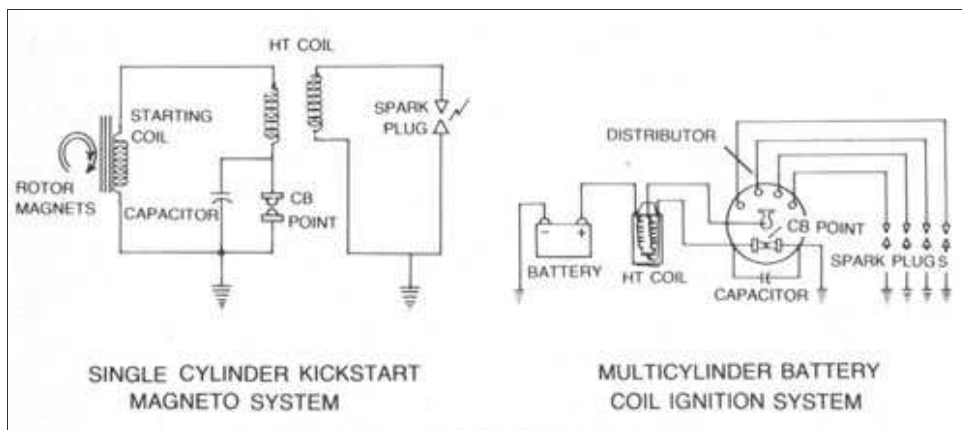 HT COIL
STARTING
COIL
SPARK
PLUG
ROTOR
MAGNETS
CAPACITOR
CB
POINT
SINGLE CYLINDER KICKSTART
MAGNETO SYSTEM
DISTRIBUTOR
CB POINT
−
+
BATTERY
HT COIL
SPARK PLUGS
CAPACITOR
MULTICYLINDER BATTERY
COIL IGNITION SYSTEM